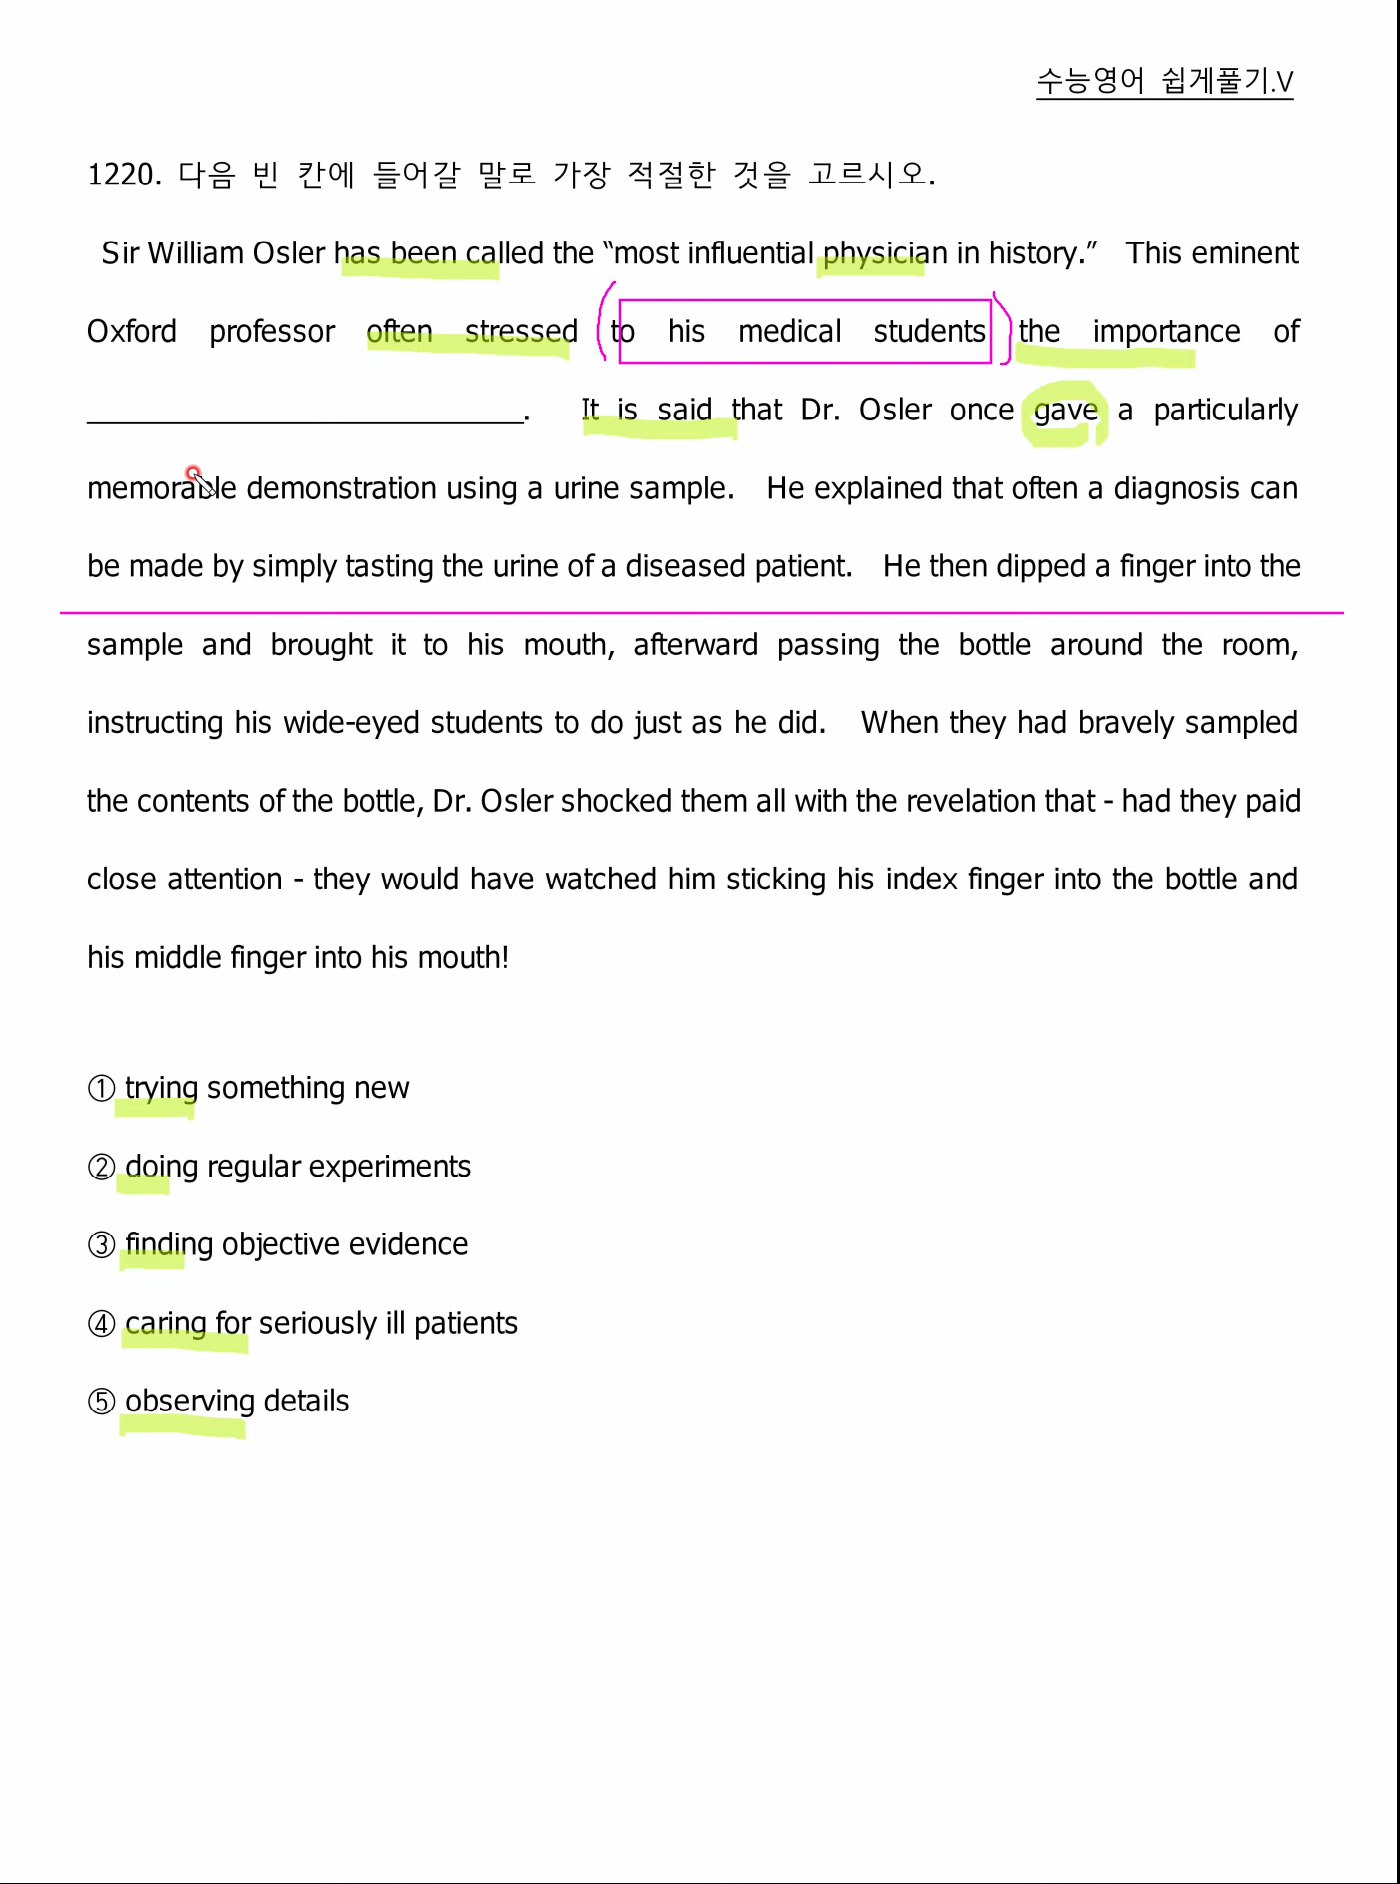 수능영어 쉽게풀기.V
1220. 다음 빈 칸에 들어갈 말로 가장 적절한 것을 고르시오.
Sir William Osler has been called the “most influential physician in history.” This eminent
Oxford professor often stressed to his medical students the importance of
______________________________. It is said that Dr. Osler once gave a particularly
memorable demonstration using a urine sample. He explained that often a diagnosis can
be made by simply tasting the urine of a diseased patient. He then dipped a finger into the
sample and brought it to his mouth, afterward passing the bottle around the room,
instructing his wide-eyed students to do just as he did. When they had bravely sampled
the contents of the bottle, Dr. Osler shocked them all with the revelation that - had they paid
close attention - they would have watched him sticking his index finger into the bottle and
his middle finger into his mouth!
① trying something new
② doing regular experiments
③ finding objective evidence
④ caring for seriously ill patients
⑤ observing details